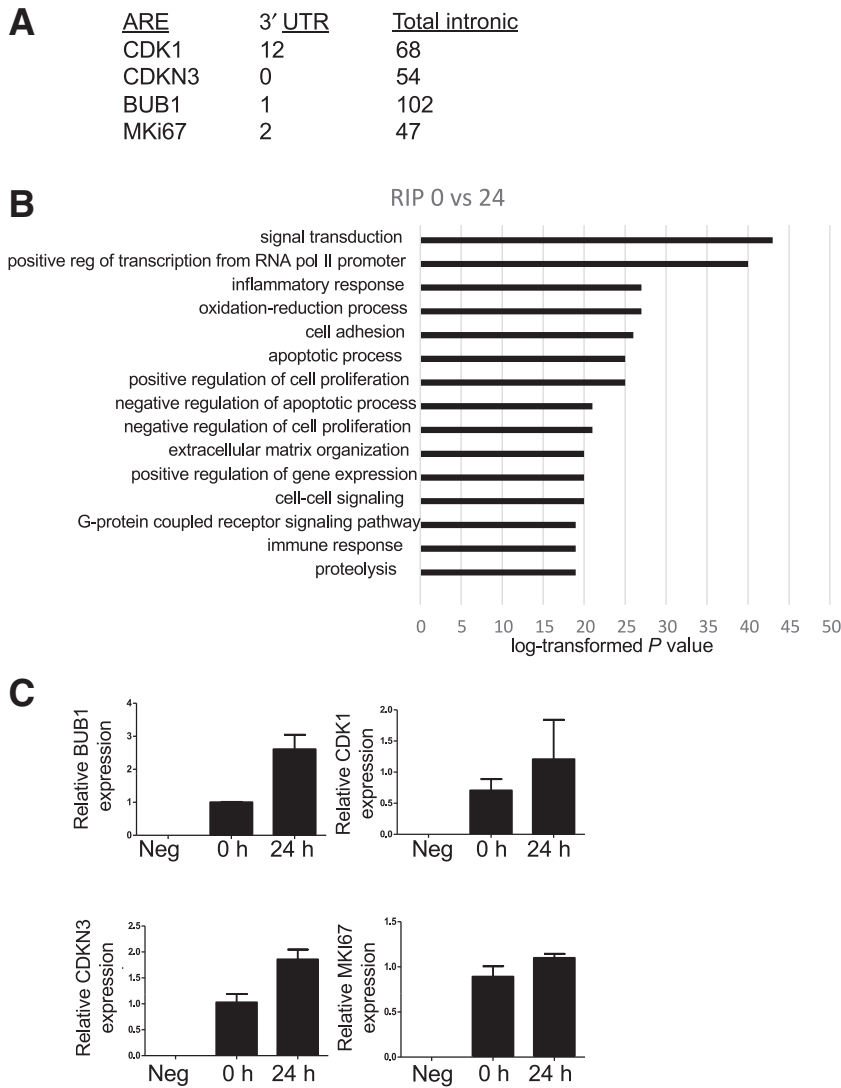 A
ARE 3′ UTR Total intronic
CDK1 12 68
CDKN3 0 54
BUB1 1 102
MKi67 2 47
B
RIP 0 vs 24
signal transduction
positive reg of transcription from RNA pol II promoter
inflammatory response
oxidation-reduction process
cell adhesion
apoptotic process
positive regulation of cell proliferation
negative regulation of apoptotic process
negative regulation of cell proliferation
extracellular matrix organization
positive regulation of gene expression
cell-cell signaling
G-protein coupled receptor signaling pathway
immune response
proteolysis
0 5 10 15 20 25 30 35 40 45 50
log-transformed P value
C
Relative BUB1
expression
4
3
2
1
0
Neg 0 h 24 h
Relative CDK1
expression
2.0
1.5
1.0
0.5
0.0
Neg 0 h 24 h
Relative CDKN3
expression
2.5
2.0
1.5
1.0
0.5
0.0
Neg 0 h 24 h
Relative MKI67
expression
1.5
1.0
0.5
0.0
Neg 0 h 24 h